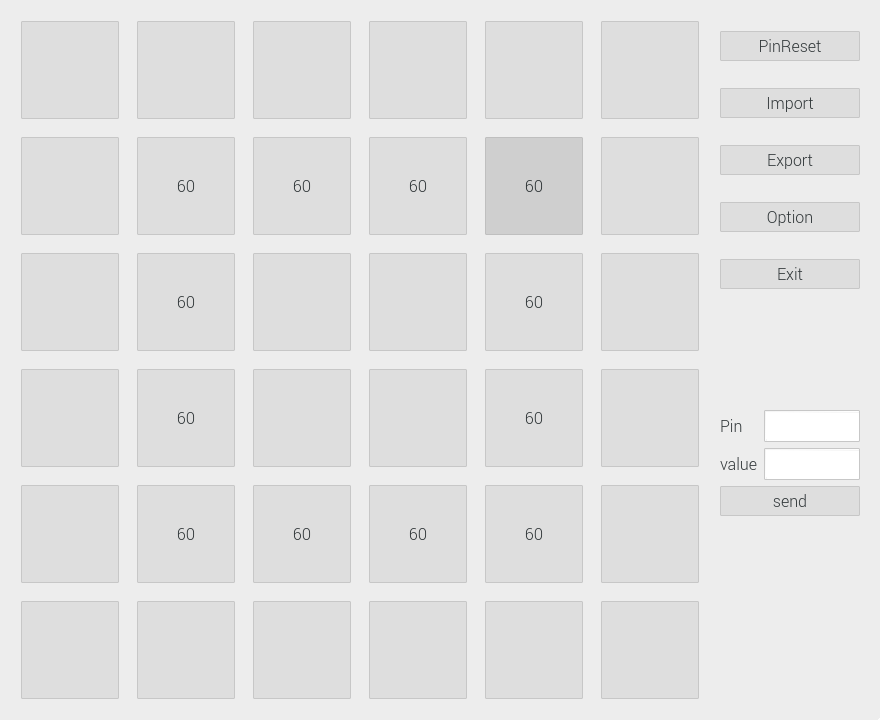 PinReset
Import
60 60 60 60
Export
Option
Exit
60 60
60 60
Pin
value
send
60 60 60 60